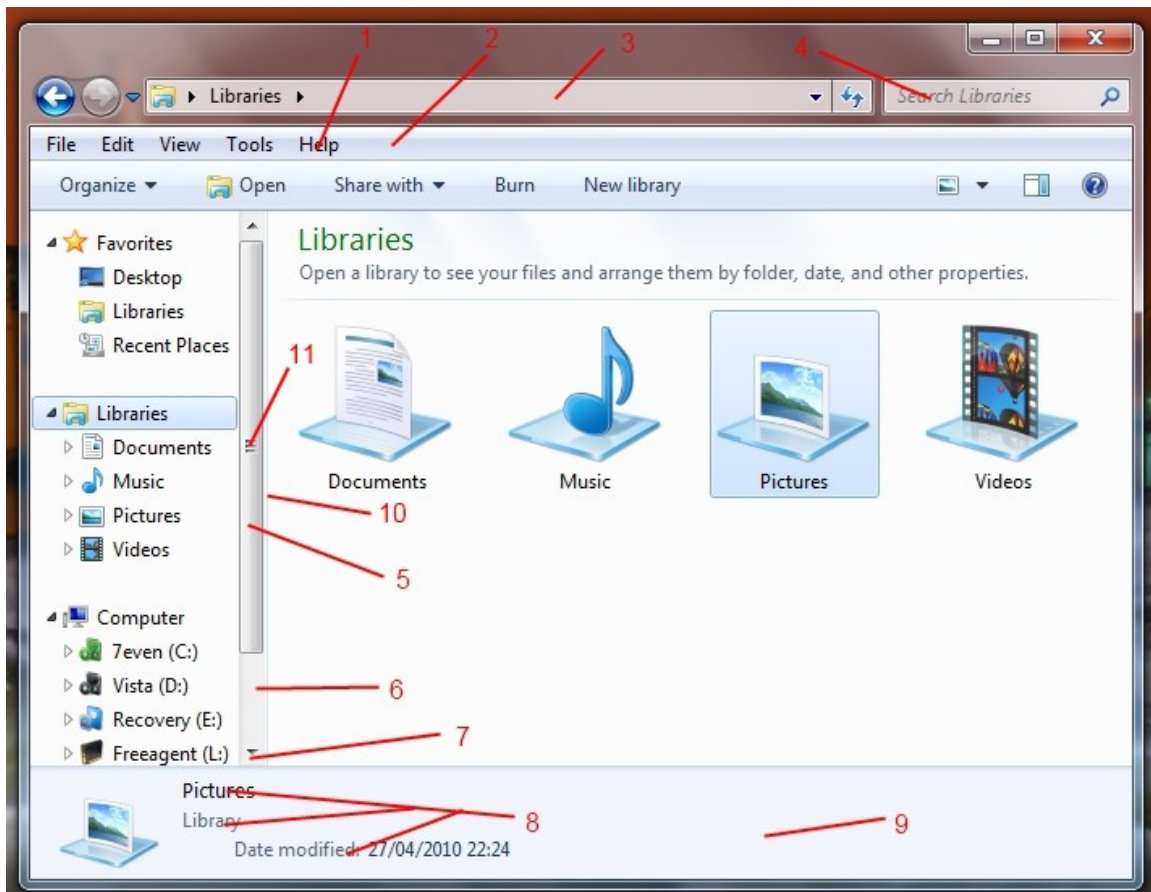 1 2 3 4
Libraries
Search Libraries
File Edit View Tools Help
Organize Open Share with Burn New library
Favorites
Desktop
Libraries
Recent Places
Libraries
Documents
Music
Pictures
Videos
Computer
7even (C:)
Vista (D:)
Recovery (E:)
Freeagent (L:)
Libraries
Open a library to see your files and arrange them by folder, date, and other properties.
Documents Music Pictures Videos
11
10
5
6
7
Pictures
Library
Date modified: 27/04/2010 22:24
8
9